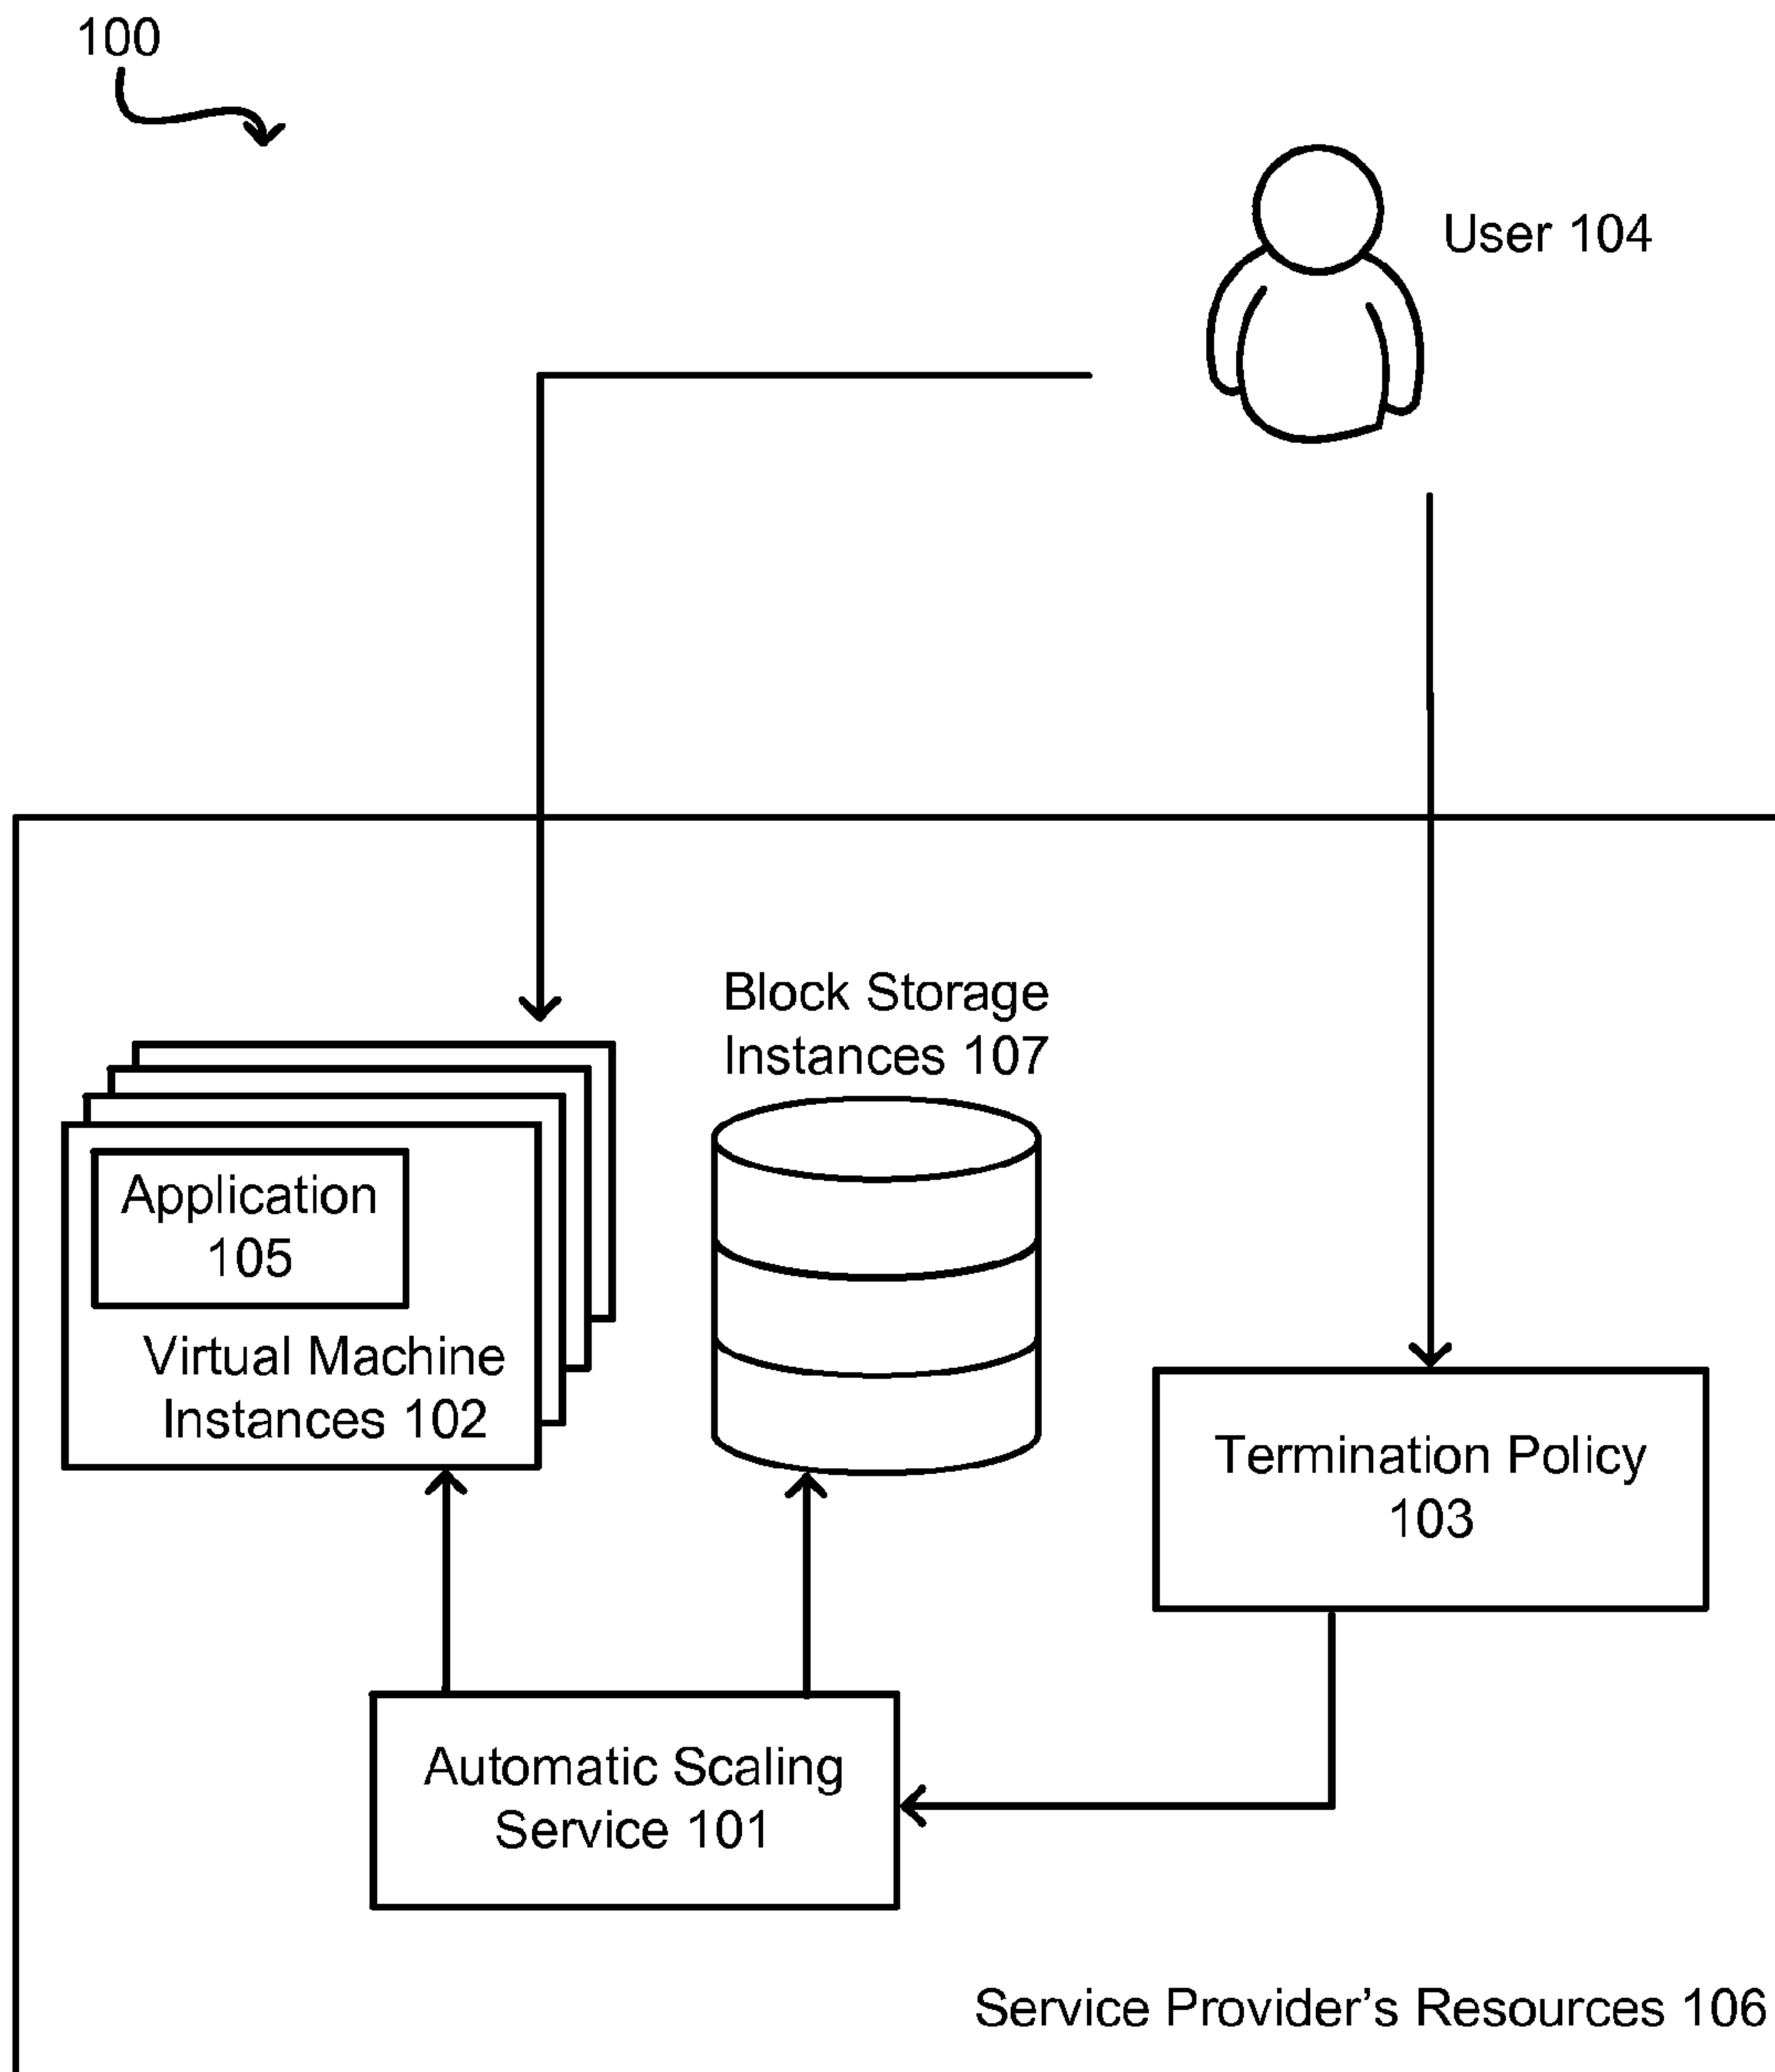 100
User 104
Block Storage
Instances 107
Application
105
Virtual Machine
Instances 102
Termination Policy
103
Automatic Scaling
Service 101
Service Provider's Resources 106